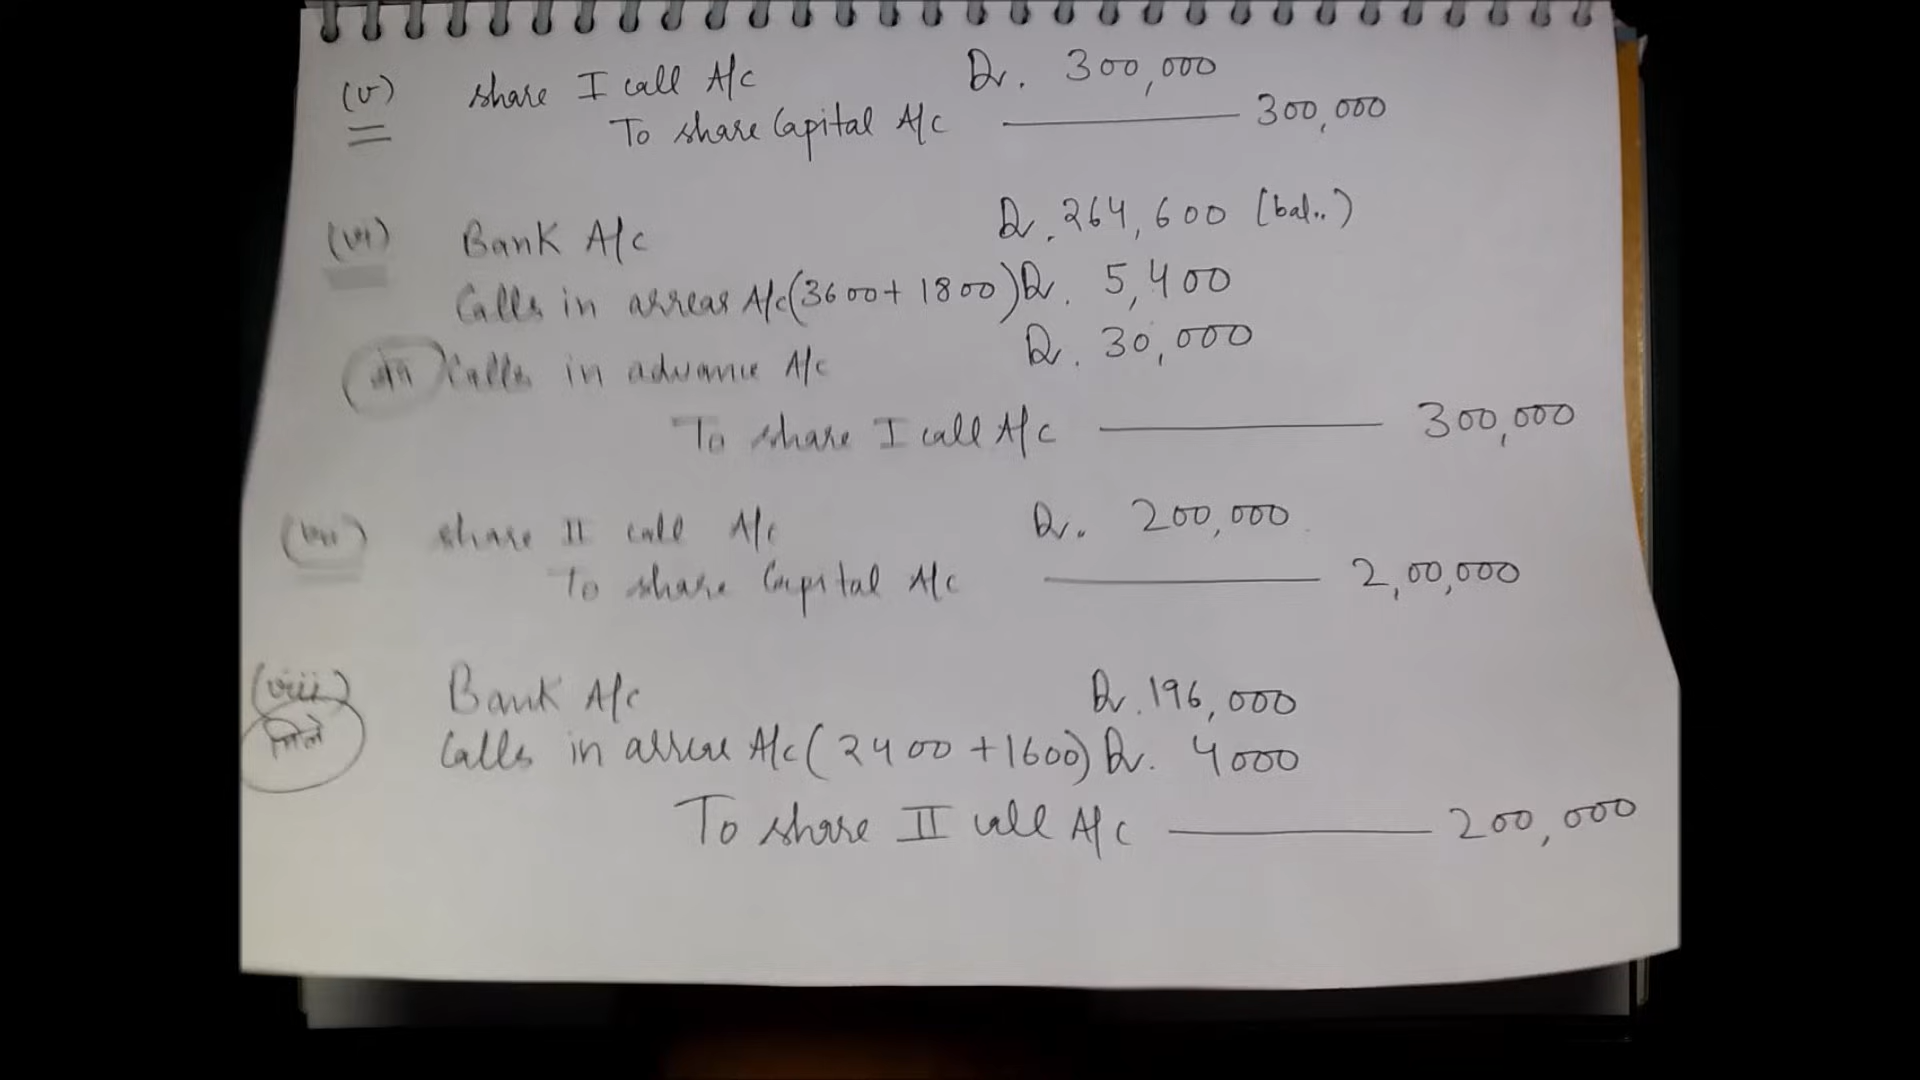 (v) share I call A/c Dr. 300,000
To share Capital A/c 300,000
(vi) Bank A/c Dr. 264,600 (bal..)
Calls in arrear A/c (3600+ 1800) Dr. 5,400
Calls in advance A/c Dr. 30,000
To share I call A/c 300,000
(vii) share II call A/c Dr. 200,000
To share Capital A/c 2,00,000
(viii) Bank A/c Dr. 196,000
Calls in arrear A/c (2400 +1600) Dr. 4000
To share II call A/c 200,000